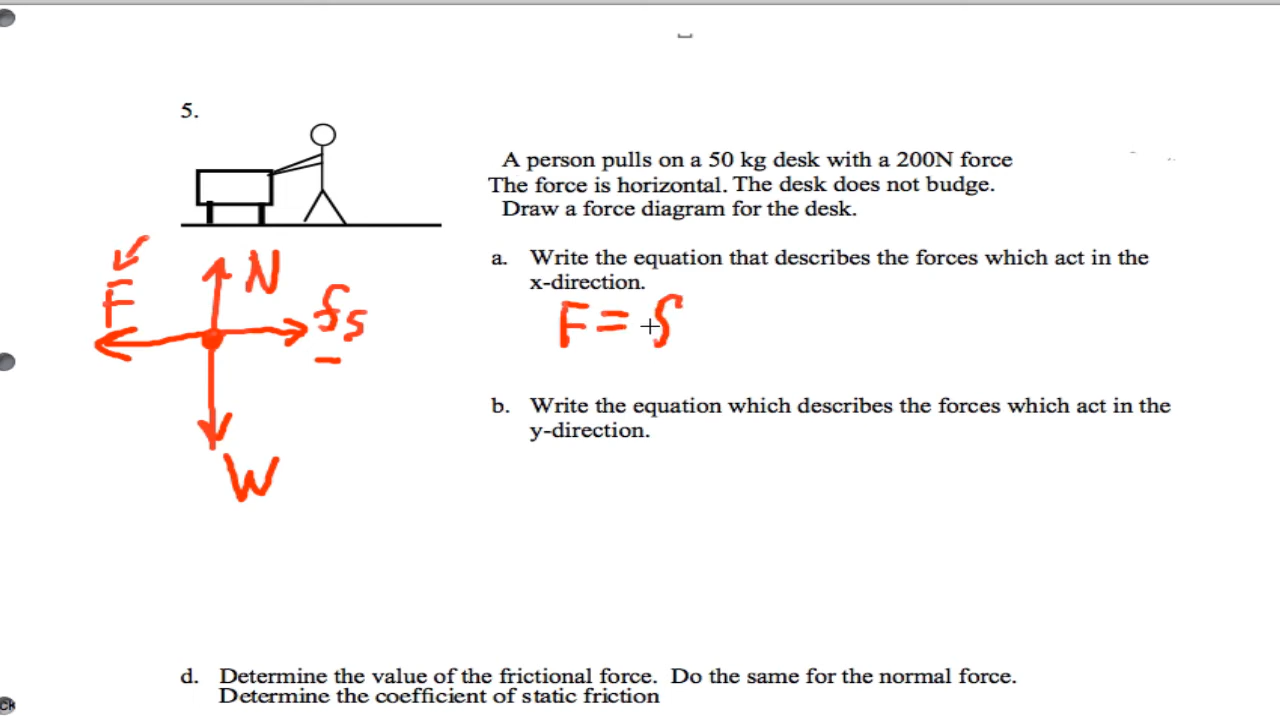 5.
A person pulls on a 50 kg desk with a 200N force
The force is horizontal. The desk does not budge.
Draw a force diagram for the desk.
a. Write the equation that describes the forces which act in the
x-direction.
F N fs
W
F =
b. Write the equation which describes the forces which act in the
y-direction.
d. Determine the value of the frictional force. Do the same for the normal force.
Determine the coefficient of static friction